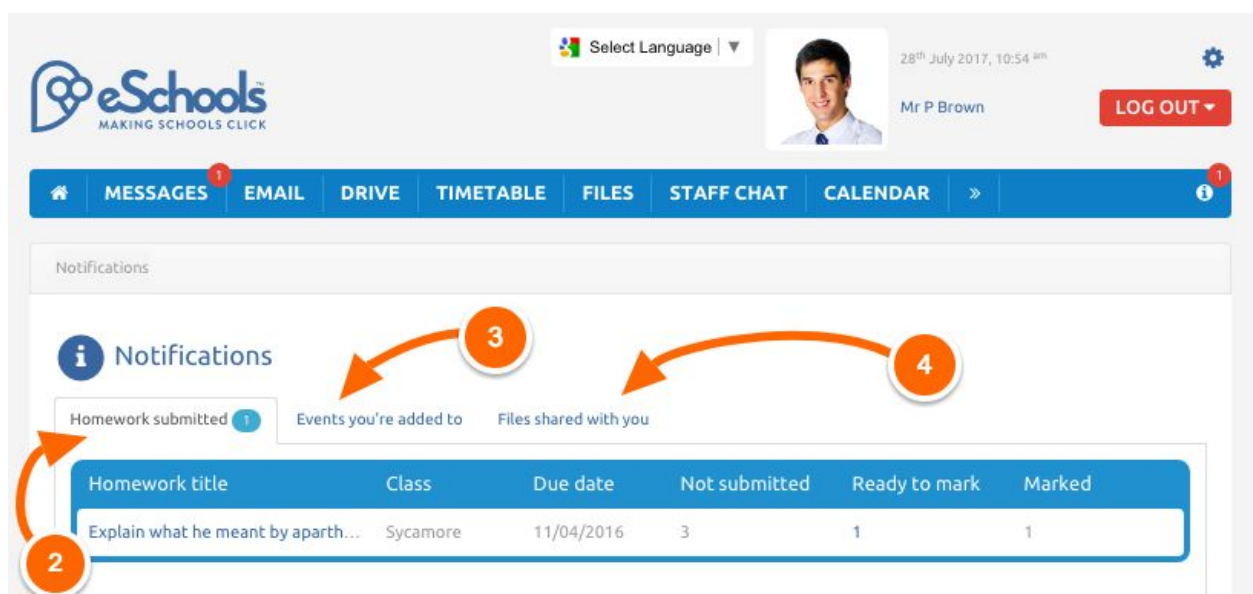 Select Language ▼
28th July 2017, 10:54 am
eSchools™
MAKING SCHOOLS CLICK
Mr P Brown
LOG OUT
1
1
MESSAGES EMAIL DRIVE TIMETABLE FILES STAFF CHAT CALENDAR »
Notifications
3
4
i Notifications
Homework submitted 1 Events you're added to Files shared with you
Homework title Class Due date Not submitted Ready to mark Marked
Explain what he meant by aparth... Sycamore 11/04/2016 3 1 1
2